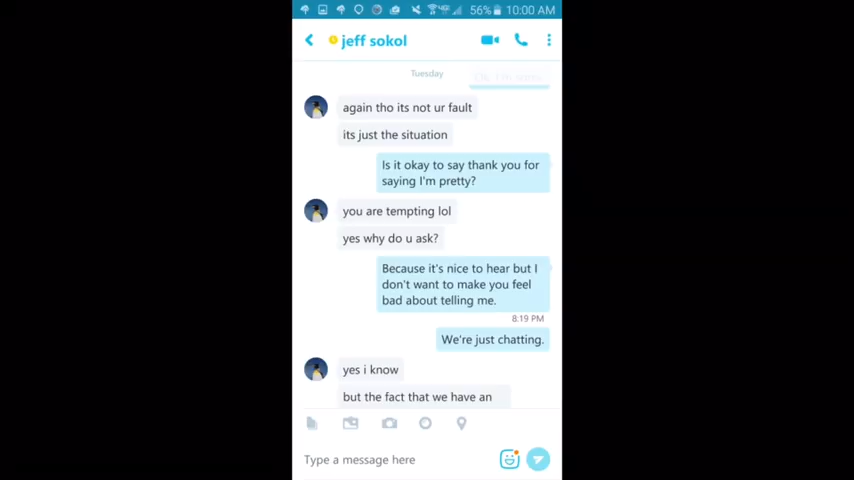 56% 10:00 AM
jeff sokol
Tuesday
again tho its not ur fault
its just the situation
Is it okay to say thank you for
saying I'm pretty?
you are tempting lol
yes why do u ask?
Because it's nice to hear but I
don't want to make you feel
bad about telling me.
8:19 PM
We're just chatting.
yes i know
but the fact that we have an
Type a message here